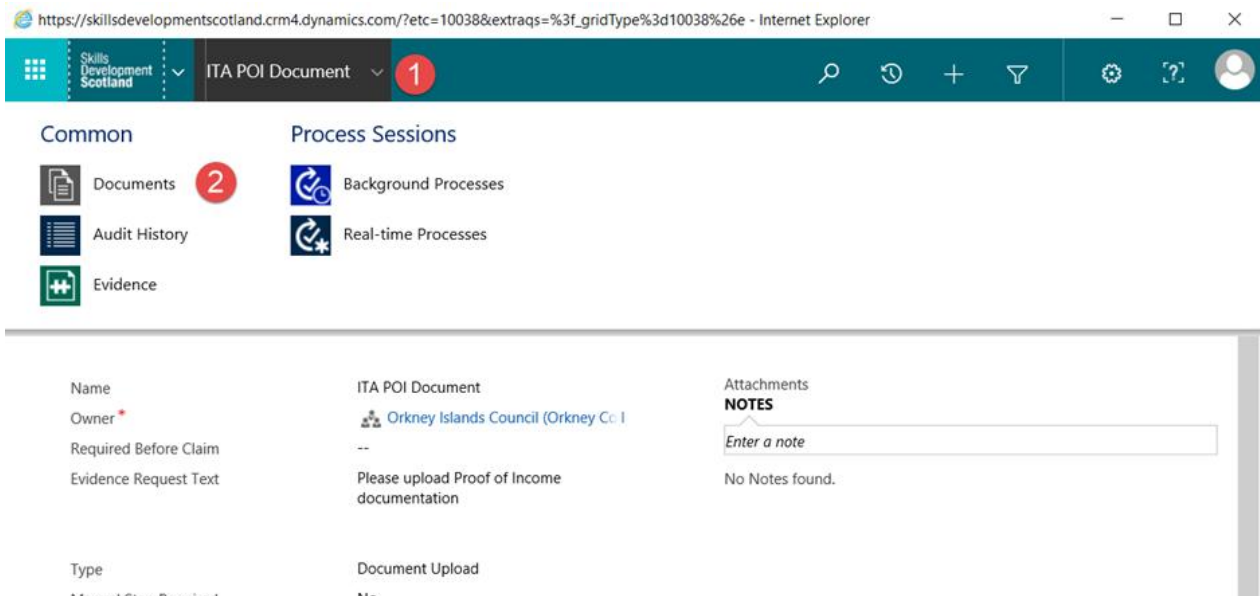 https://skillsdevelopmentscotland.crm4.dynamics.com/?etc=10038&extraqs=%3f_gridType%3d10038%26e - Internet Explorer
Skills
Development
Scotland
ITA POI Document
1
Common
Process Sessions
Documents
2
Background Processes
Audit History
Real-time Processes
Evidence
Name
ITA POI Document
Owner*
Orkney Islands Council (Orkney Co I
Required Before Claim
--
Evidence Request Text
Please upload Proof of Income
documentation
Attachments
NOTES
Enter a note
No Notes found.
Type
Document Upload